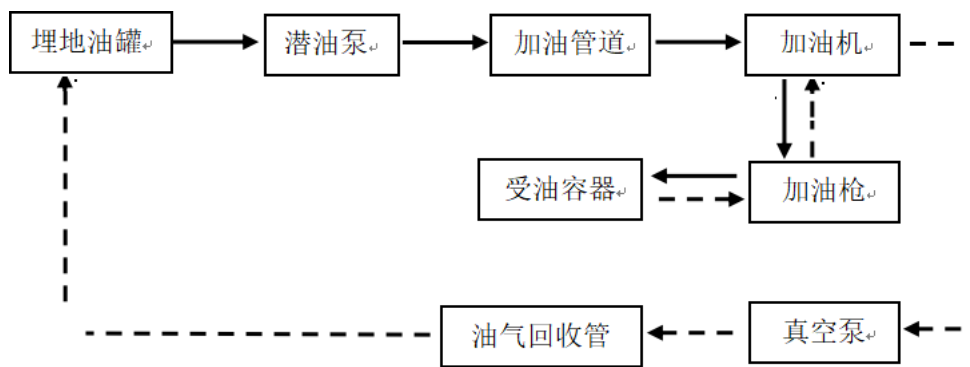 埋地油罐
潜油泵
加油管道
加油机
受油容器
加油枪
油气回收管
真空泵